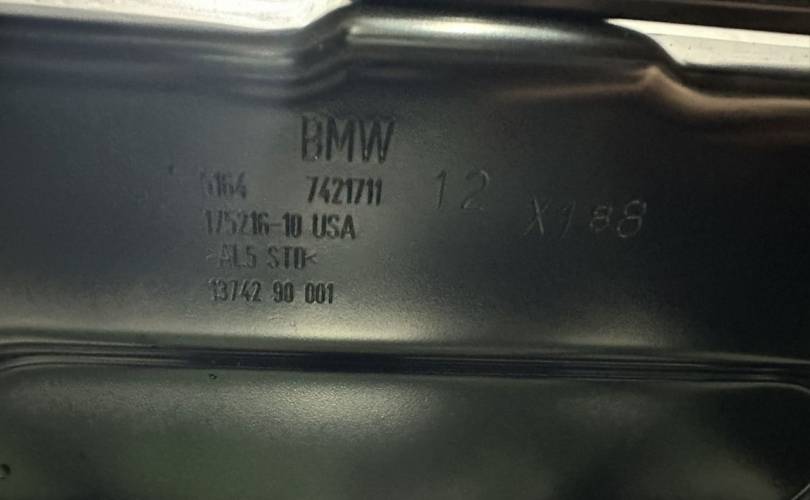 BMW
5164 7421711 12 X188
175216-10 USA
>AL5 STD<
13742 90 001